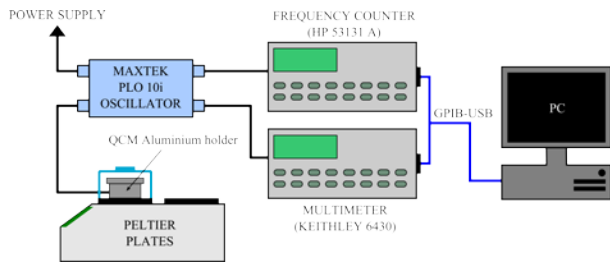 POWER SUPPLY
FREQUENCY COUNTER
(HP 53131 A)
MAXTEK
PLO 10i
OSCILLATOR
PC
GPIB-USB
QCM Aluminium holder
MULTIMETER
(KEITHLEY 6430)
PELTIER
PLATES